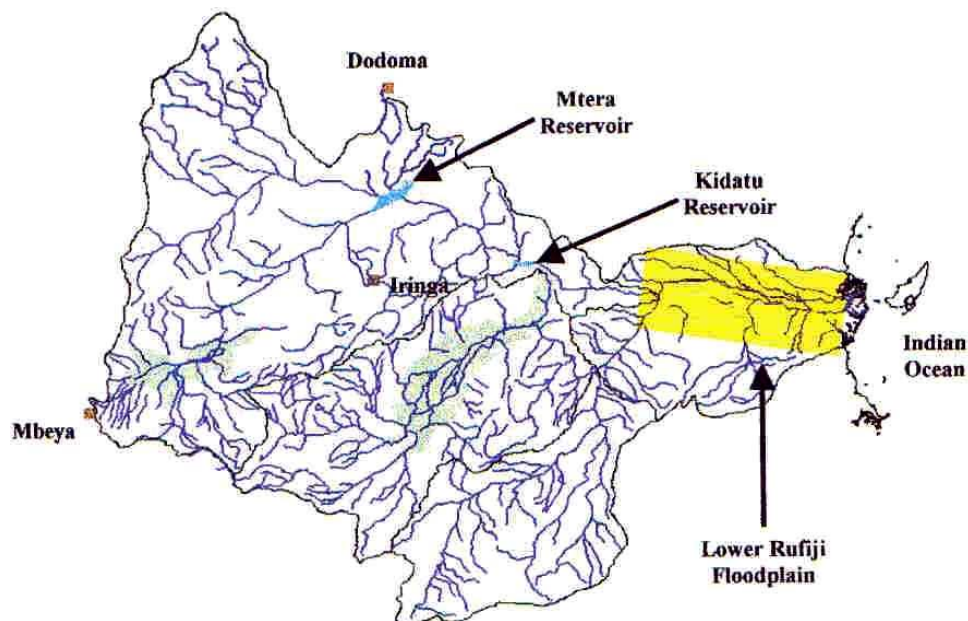 Dodoma
Mtera
Reservoir
Kidatu
Reservoir
Iringa
Indian
Ocean
Mbeya
Lower Rufiji
Floodplain